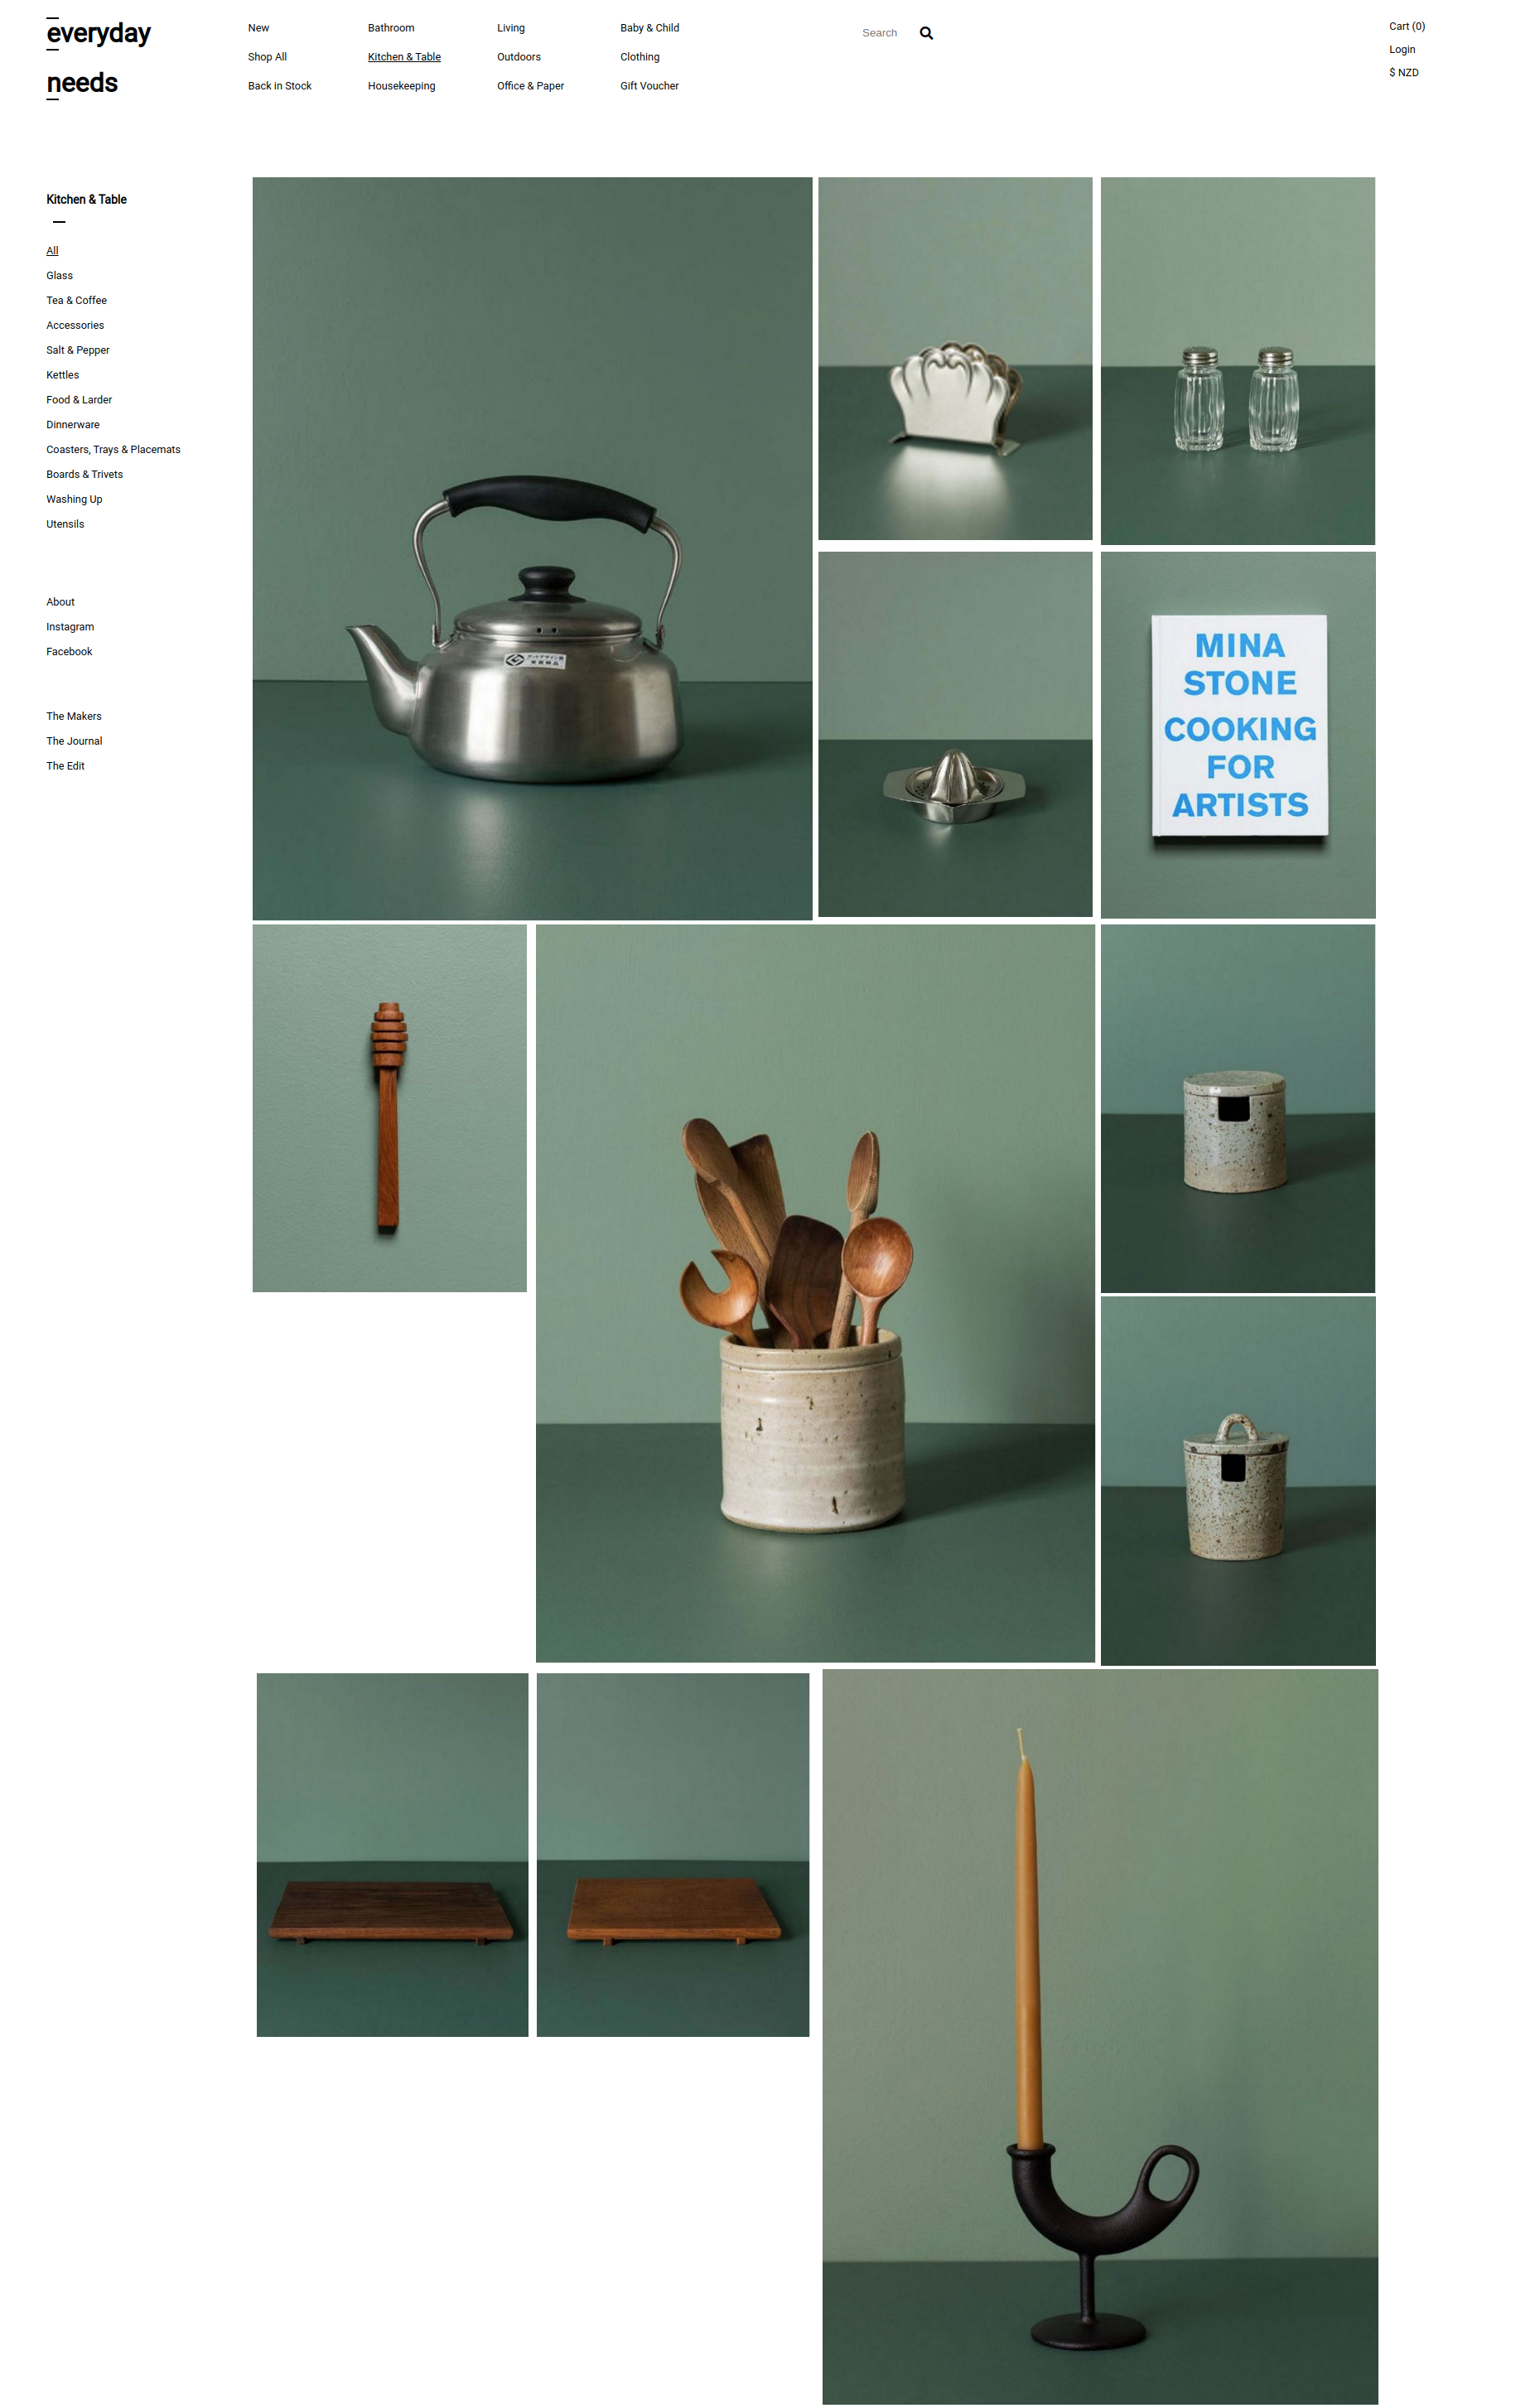 everyday
needs
New
Shop All
Back in Stock
Bathroom
Kitchen & Table
Housekeeping
Living
Outdoors
Office & Paper
Baby & Child
Clothing
Gift Voucher
Search
Cart (0)
Login
$ NZD
Kitchen & Table
All
Glass
Tea & Coffee
Accessories
Salt & Pepper
Kettles
Food & Larder
Dinnerware
Coasters, Trays & Placemats
Boards & Trivets
Washing Up
Utensils
About
Instagram
Facebook
The Makers
The Journal
The Edit
MINA
STONE
COOKING
FOR
ARTISTS